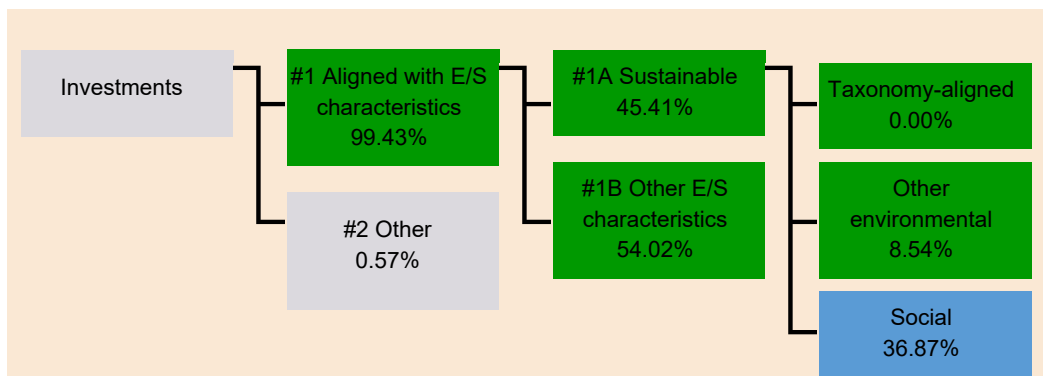 Investments
#1 Aligned with E/S
characteristics
99.43%
#2 Other
0.57%
#1A Sustainable
45.41%
#1B Other E/S
characteristics
54.02%
Taxonomy-aligned
0.00%
Other
environmental
8.54%
Social
36.87%